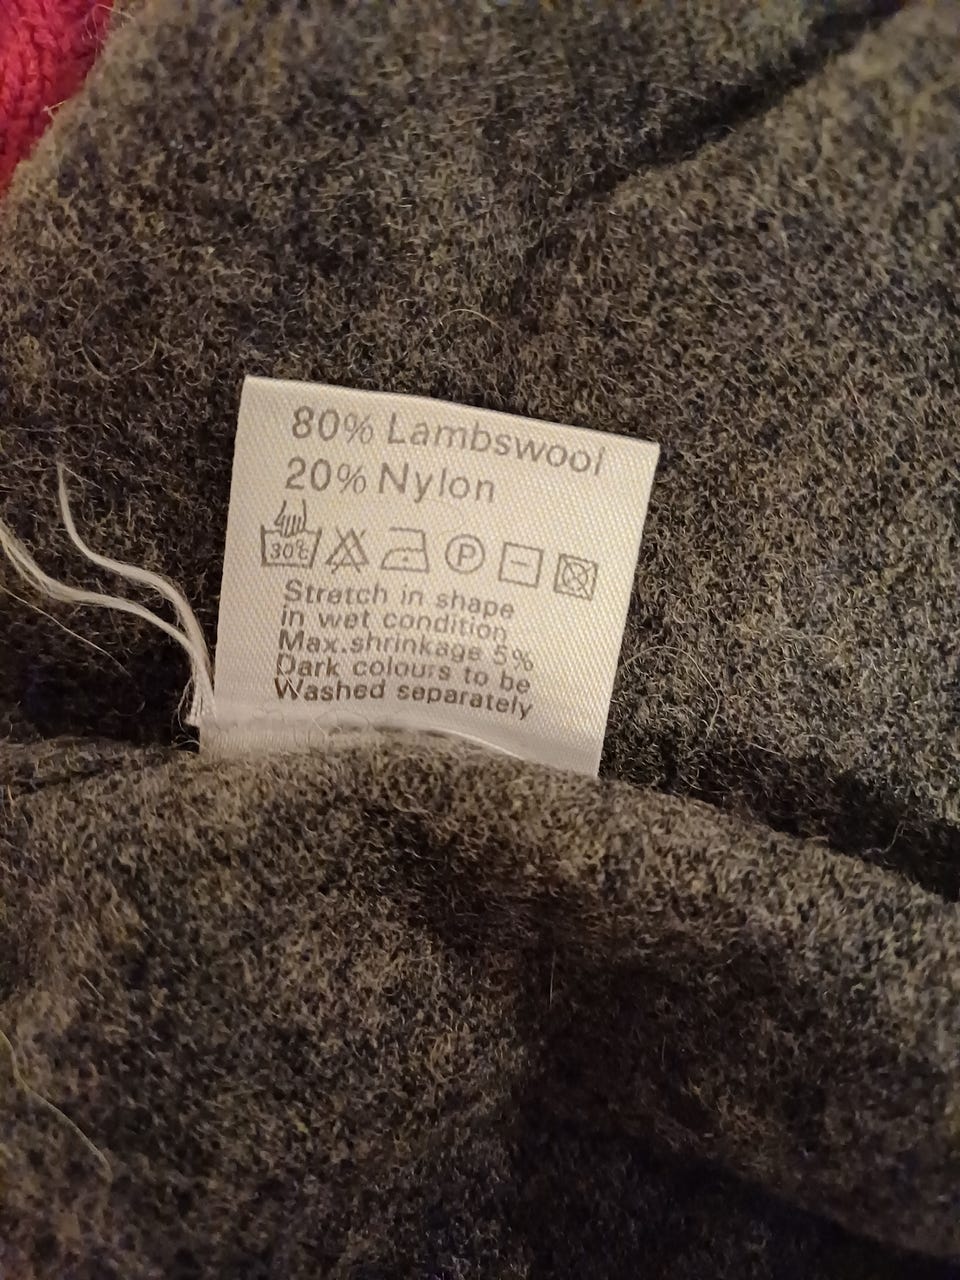 80% Lambswool
20% Nylon
30°C P
Stretch in shape
in wet condition
Max.shrinkage 5%
Dark colours to be
Washed separately